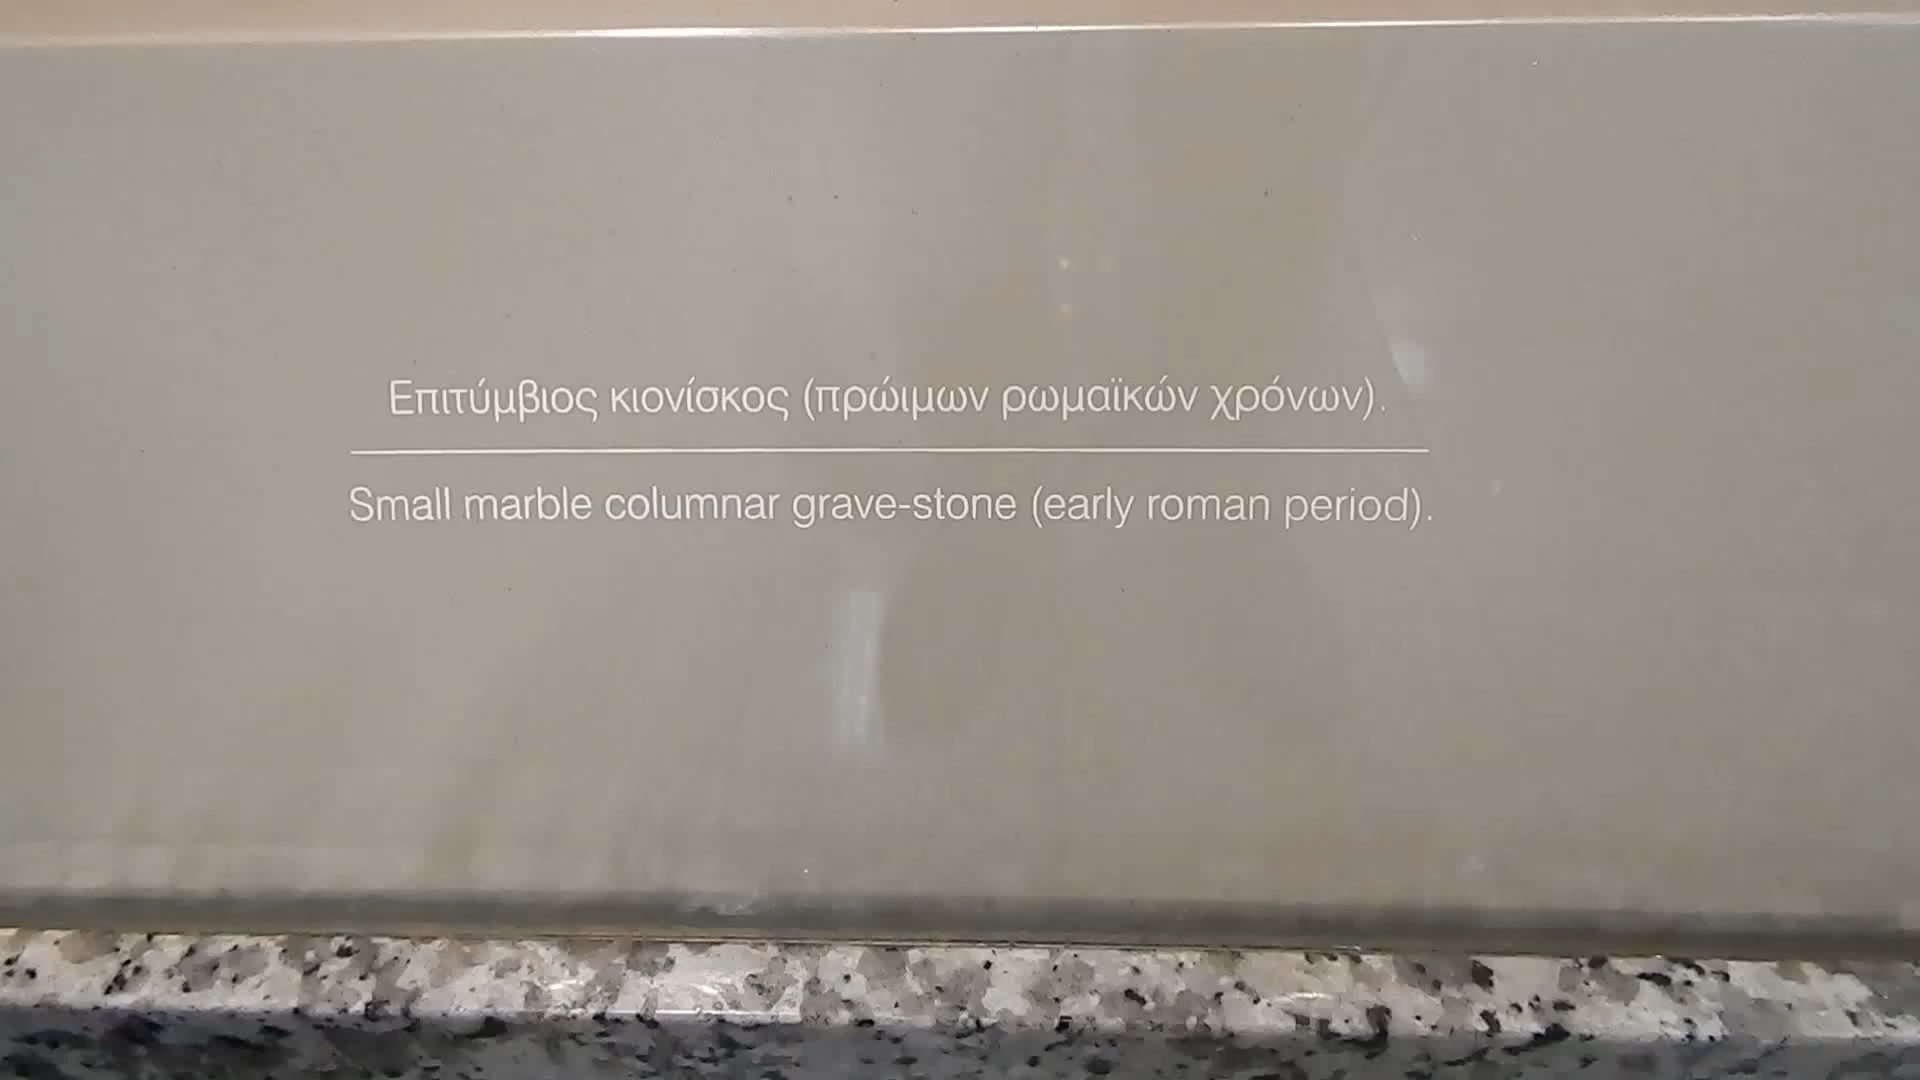 Επιτύμβιος κιονίσκος (πρώιμων ρωμαϊκών χρόνων).
Small marble columnar grave-stone (early roman period).